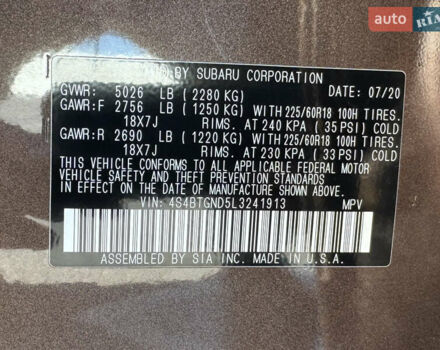 auto RIA
BY SUBARU CORPORATION
GVWR: 5026 LB (2280 KG) DATE: 07/20
GAWR:F 2756 LB (1250 KG) WITH 225/60R18 100H TIRES.
18X7J RIMS. AT 240 KPA (35 PSI) COLD
GAWR:R 2690 LB (1220 KG) WITH 225/60R18 100H TIRES.
18X7J RIMS. AT 230 KPA (33 PSI) COLD
THIS VEHICLE CONFORMS TO ALL APPLICABLE FEDERAL MOTOR
VEHICLE SAFETY AND THEFT PREVENTION STANDARDS
IN EFFECT ON THE DATE OF MANUFACTURE SHOWN ABOVE.
VIN: 4S4BTGND5L3241913 MPV
ASSEMBLED BY SIA INC. MADE IN U.S.A.